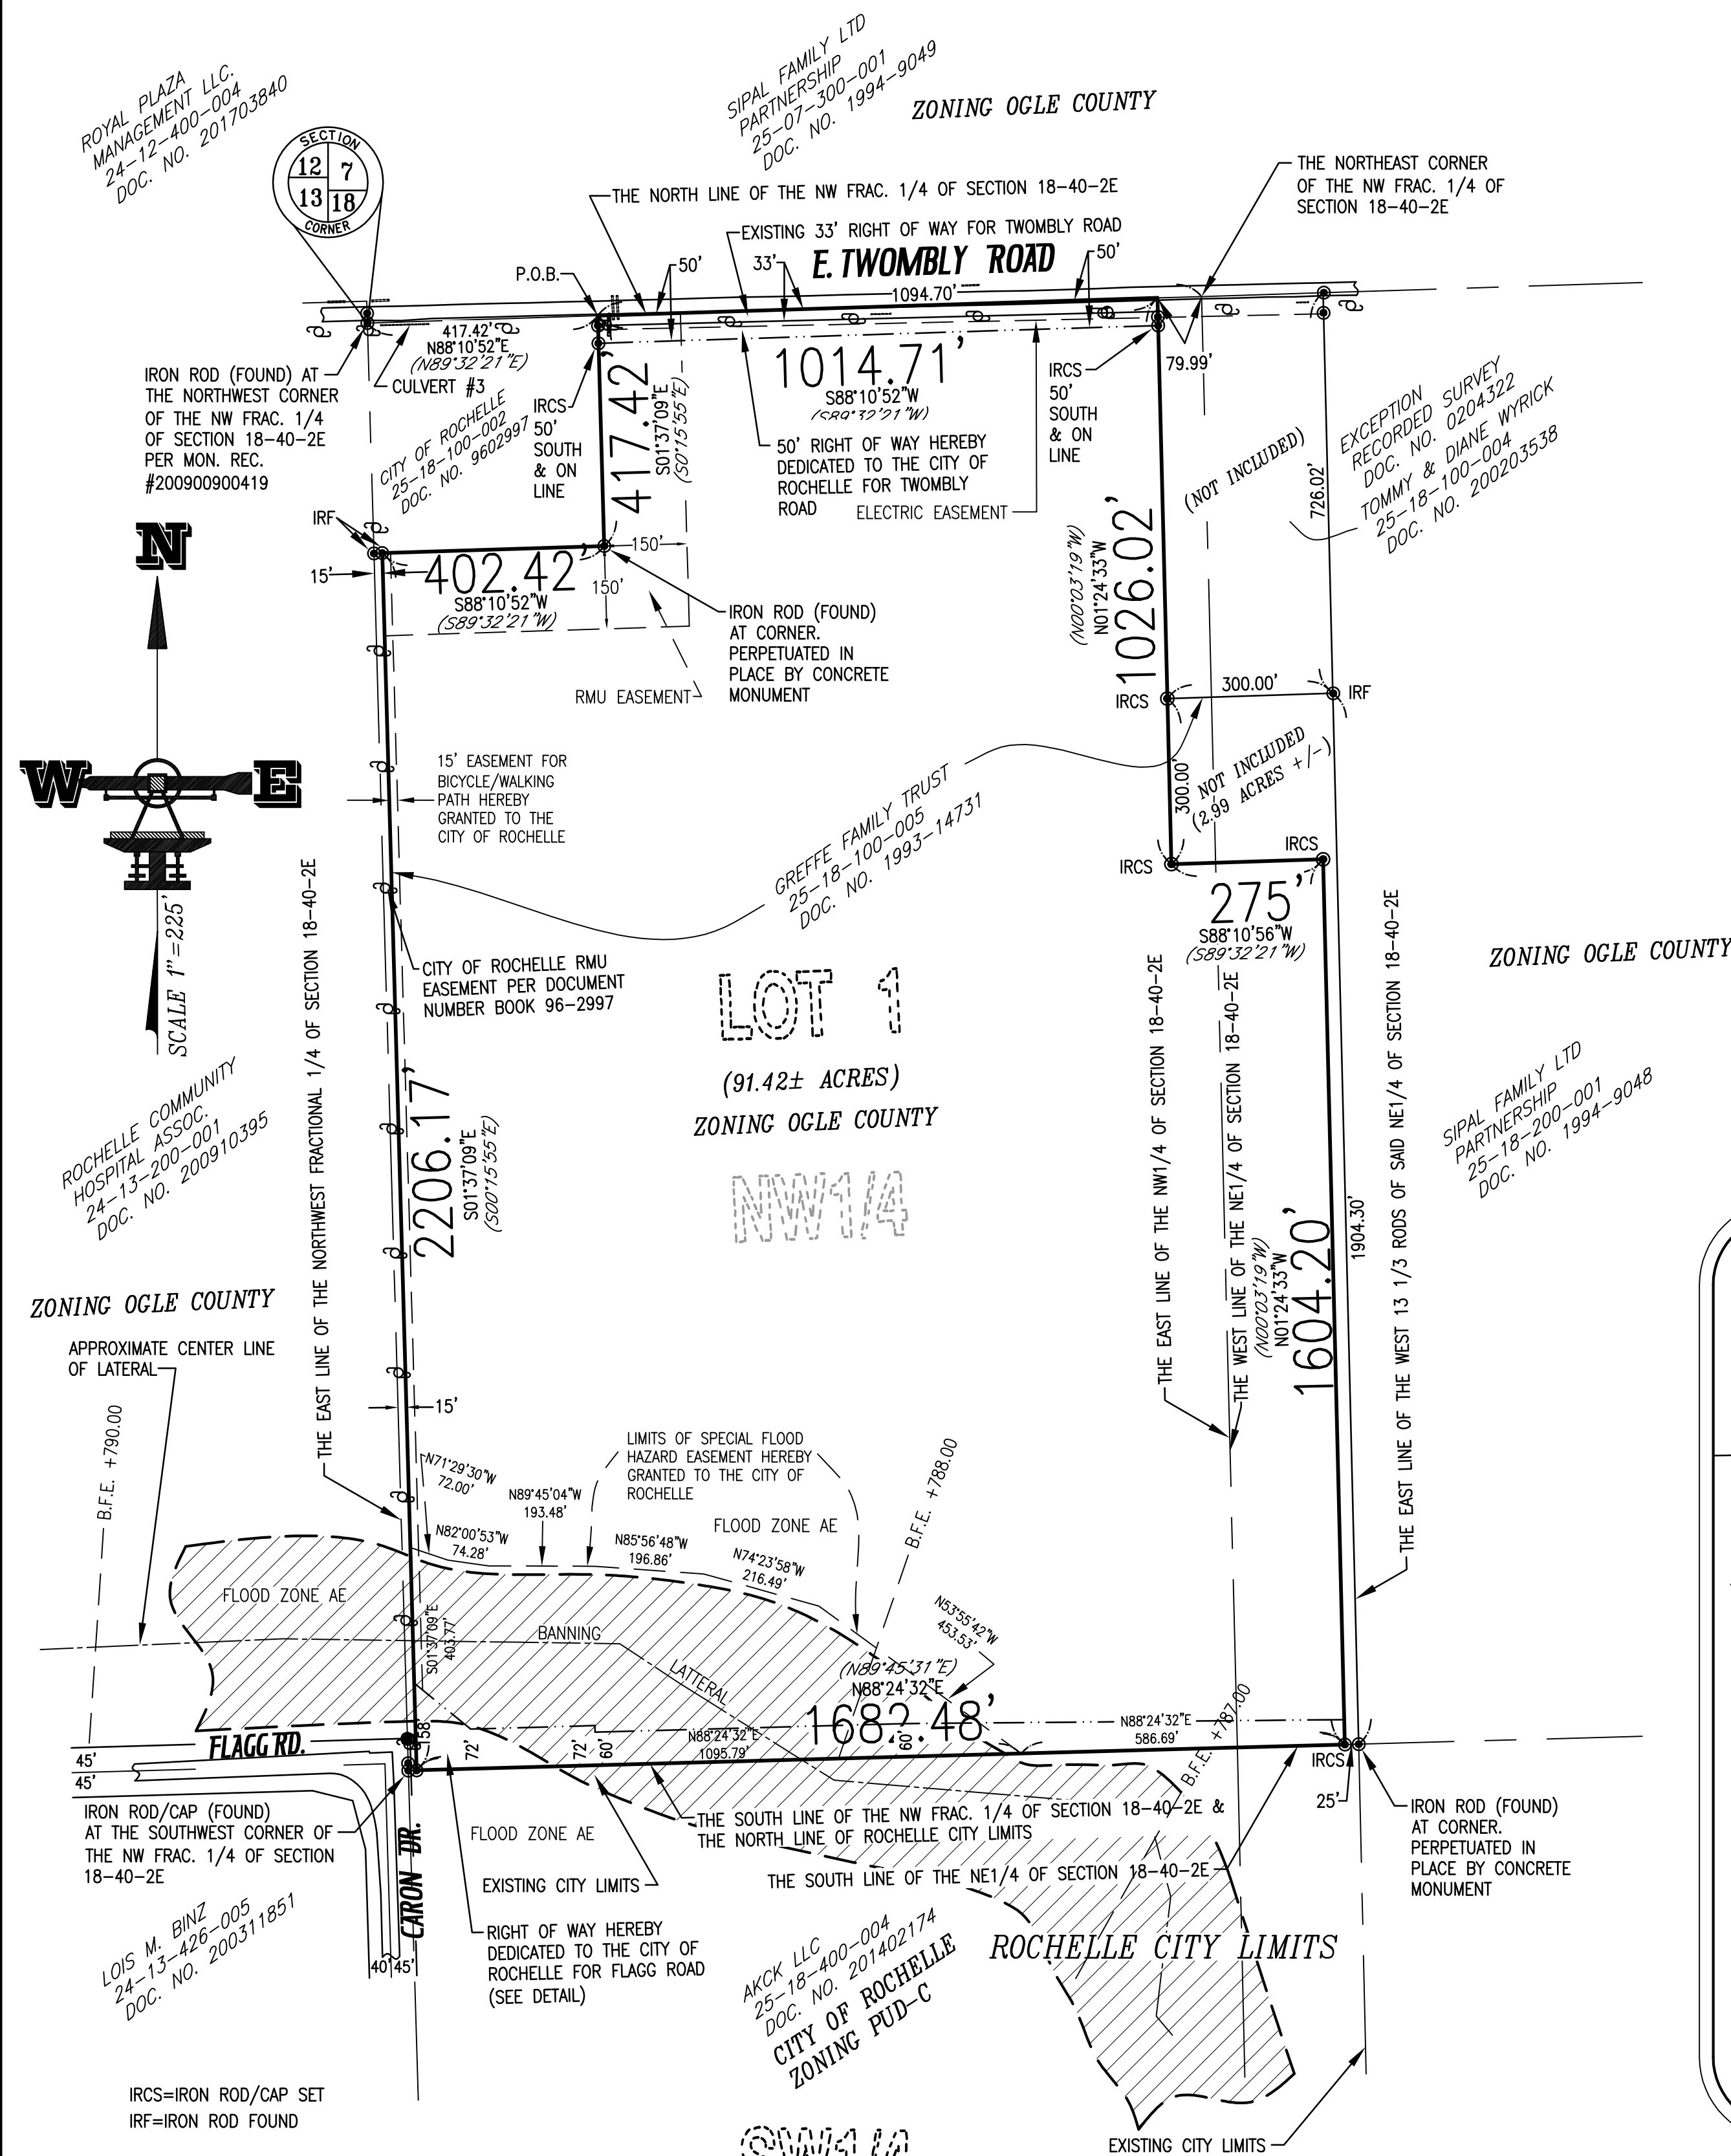 ROYAL PLAZA
MANAGEMENT LLC.
24-12-400-004
DOC. NO. 201703840
SIPAL FAMILY LTD
PARTNERSHIP
25-07-300-001
DOC. NO. 1994-9049
ZONING OGLE COUNTY
SECTION
12 7
13 18
CORNER
THE NORTH LINE OF THE NW FRAC. 1/4 OF SECTION 18-40-2E
THE NORTHEAST CORNER
OF THE NW FRAC. 1/4 OF
SECTION 18-40-2E
EXISTING 33' RIGHT OF WAY FOR TWOMBLY ROAD
P.O.B.
50'
33'
E. TWOMBLY ROAD
50'
1094.70'
417.42'
N88°10'52"E
(N89°32'21"E)
CULVERT #3
IRON ROD (FOUND) AT
THE NORTHWEST CORNER
OF THE NW FRAC. 1/4
OF SECTION 18-40-2E
PER MON. REC.
#200900900419
CITY OF ROCHELLE
25-18-100-002
DOC. NO. 9602997
IRCS
50'
SOUTH
& ON
LINE
417.42'
S01°37'09"E
(S0°15'55"E)
1014.71'
S88°10'52"W
(S89°32'21"W)
50' RIGHT OF WAY HEREBY
DEDICATED TO THE CITY OF
ROCHELLE FOR TWOMBLY
ROAD
ELECTRIC EASEMENT
IRCS
50'
SOUTH
& ON
LINE
79.99'
(NOT INCLUDED)
726.02'
EXCEPTION
RECORDED SURVEY
DOC. NO. 0204322
TOMMY & DIANE WYRICK
25-18-100-004
DOC. NO. 200203538
IRF
15'
402.42'
S88°10'52"W
(S89°32'21"W)
150'
150'
IRON ROD (FOUND)
AT CORNER.
PERPETUATED IN
PLACE BY CONCRETE
MONUMENT
RMU EASEMENT
(N00°03'19"W)
N01°24'33"W
1026.02'
IRCS
300.00'
IRF
N
W E
SCALE 1"=225'
15' EASEMENT FOR
BICYCLE/WALKING
PATH HEREBY
GRANTED TO THE
CITY OF ROCHELLE
GREFFE FAMILY TRUST
25-18-100-005
DOC. NO. 1993-14731
300.00'
NOT INCLUDED
(2.99 ACRES +/-)
IRCS
IRCS
275'
S88°10'56"W
(S89°32'21"W)
THE EAST LINE OF THE NORTHWEST FRACTIONAL 1/4 OF SECTION 18-40-2E
CITY OF ROCHELLE RMU
EASEMENT PER DOCUMENT
NUMBER BOOK 96-2997
LOT 1
(91.42± ACRES)
ZONING OGLE COUNTY
NW1/4
2206.17'
S01°37'09"E
(S00°15'55"E)
THE EAST LINE OF THE NW1/4 OF SECTION 18-40-2E
THE WEST LINE OF THE NE1/4 OF SECTION 18-40-2E
(N00°03'19"W)
N01°24'33"W
1604.20'
1904.30'
THE EAST LINE OF THE WEST 13 1/3 RODS OF SAID NE1/4 OF SECTION 18-40-2E
ZONING OGLE COUNTY
SIPAL FAMILY LTD
PARTNERSHIP
25-18-200-001
DOC. NO. 1994-9048
ROCHELLE COMMUNITY
HOSPITAL ASSOC.
24-13-200-001
DOC. NO. 200910395
ZONING OGLE COUNTY
APPROXIMATE CENTER LINE
OF LATERAL
B.F.E. +790.00
15'
N71°29'30"W
72.00'
N82°00'53"W
74.28'
N89°45'04"W
193.48'
LIMITS OF SPECIAL FLOOD
HAZARD EASEMENT HEREBY
GRANTED TO THE CITY OF
ROCHELLE
FLOOD ZONE AE
N85°56'48"W
196.86'
N74°23'58"W
216.49'
B.F.E. +788.00
N53°55'42"W
453.53'
FLOOD ZONE AE
S01°37'09"E
403.77'
BANNING
LATTERAL
(N89°45'31"E)
N88°24'32"E
1682.48'
N88°24'32"E
1095.79'
N88°24'32"E
586.69'
B.F.E. +787.00
FLAGG RD.
158'
72'
72'
60'
60'
45'
45'
IRCS
25'
IRON ROD/CAP (FOUND)
AT THE SOUTHWEST CORNER OF
THE NW FRAC. 1/4 OF SECTION
18-40-2E
CARON DR.
40'
45'
FLOOD ZONE AE
EXISTING CITY LIMITS
THE SOUTH LINE OF THE NW FRAC. 1/4 OF SECTION 18-40-2E &
THE NORTH LINE OF ROCHELLE CITY LIMITS
THE SOUTH LINE OF THE NE1/4 OF SECTION 18-40-2E
IRON ROD (FOUND)
AT CORNER.
PERPETUATED IN
PLACE BY CONCRETE
MONUMENT
RIGHT OF WAY HEREBY
DEDICATED TO THE CITY OF
ROCHELLE FOR FLAGG ROAD
(SEE DETAIL)
LOIS M. BINZ
24-13-426-005
DOC. NO. 200311851
AKCK LLC
25-18-400-004
DOC. NO. 201402174
CITY OF ROCHELLE
ZONING PUD-C
ROCHELLE CITY LIMITS
IRCS=IRON ROD/CAP SET
IRF=IRON ROD FOUND
SW1/4
EXISTING CITY LIMITS